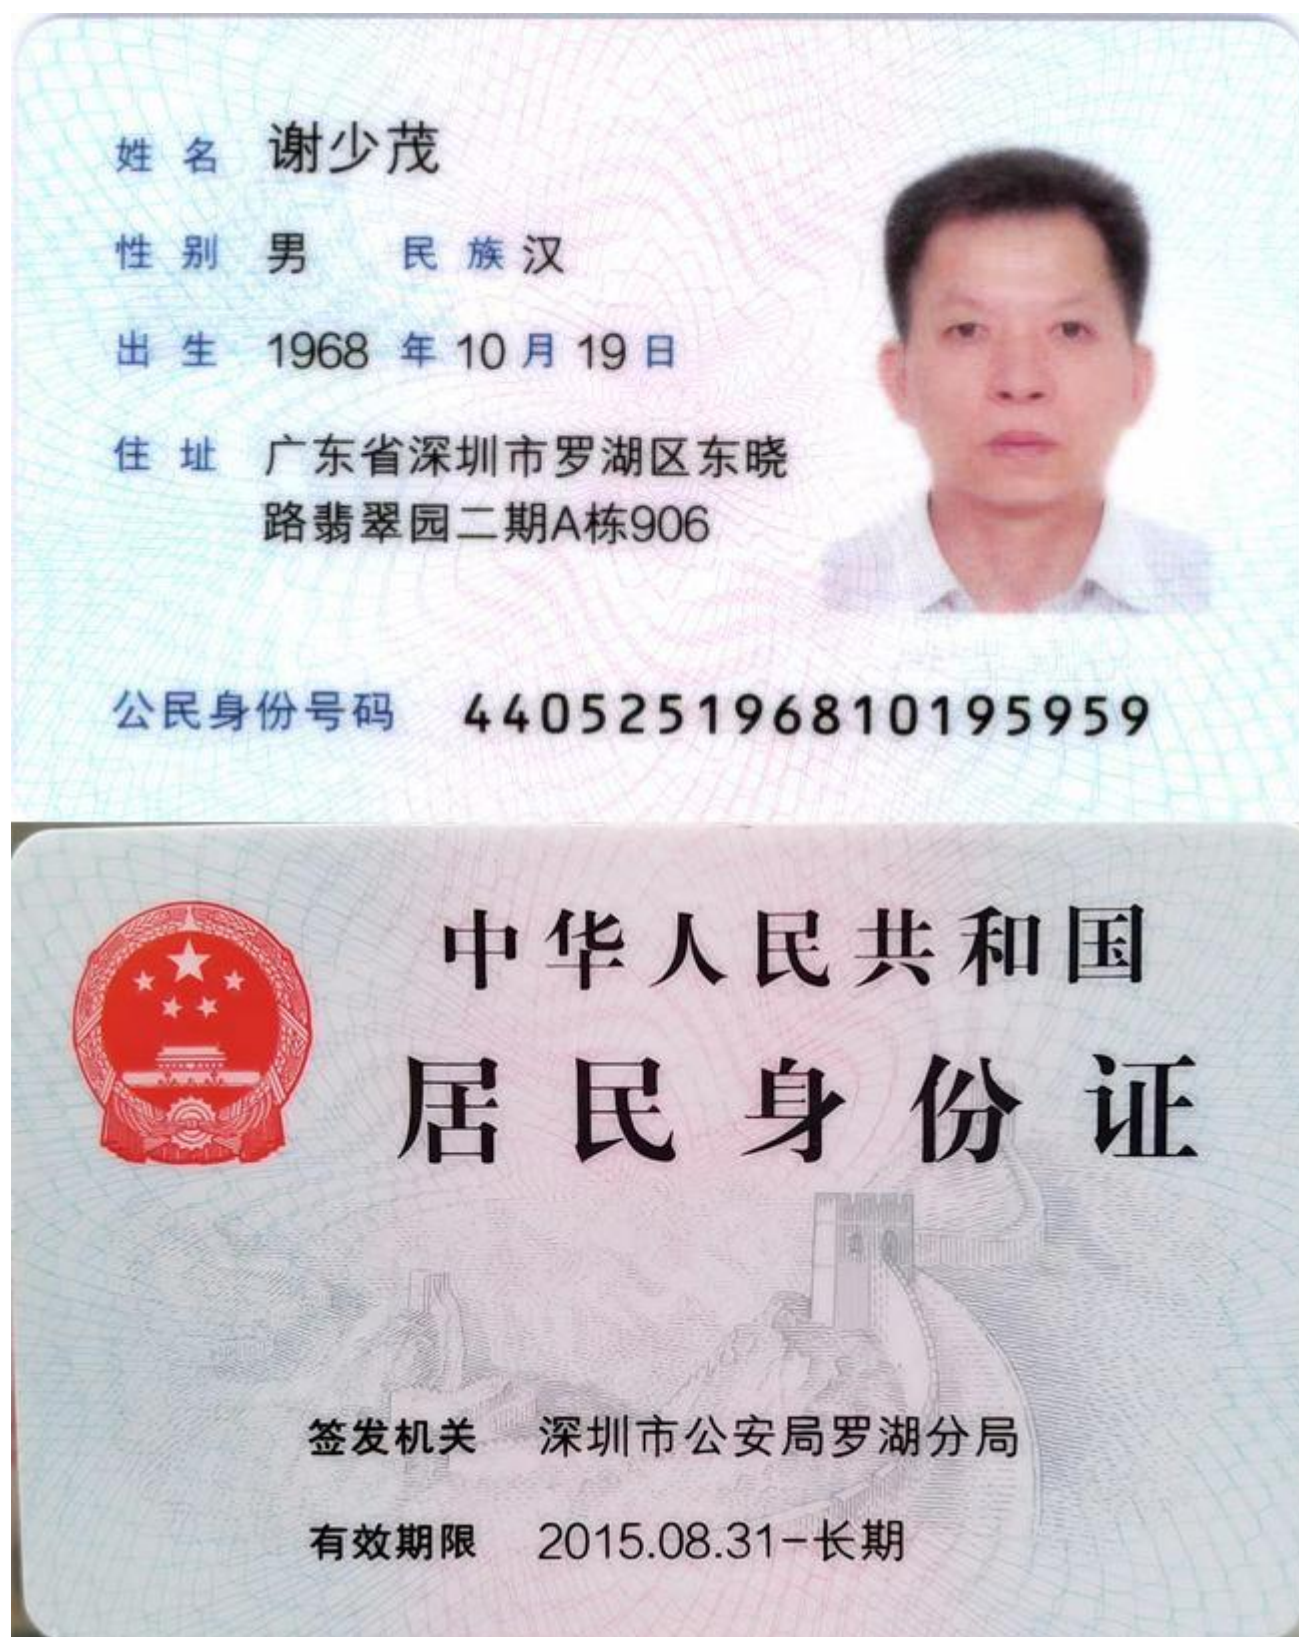 姓名 谢少茂
性别 男 民族 汉
出生 1968 年 10 月 19 日
住址 广东省深圳市罗湖区东晓
路翡翠园二期A栋906
公民身份号码 440525196810195959
中华人民共和国
居民身份证
签发机关 深圳市公安局罗湖分局
有效期限 2015.08.31-长期